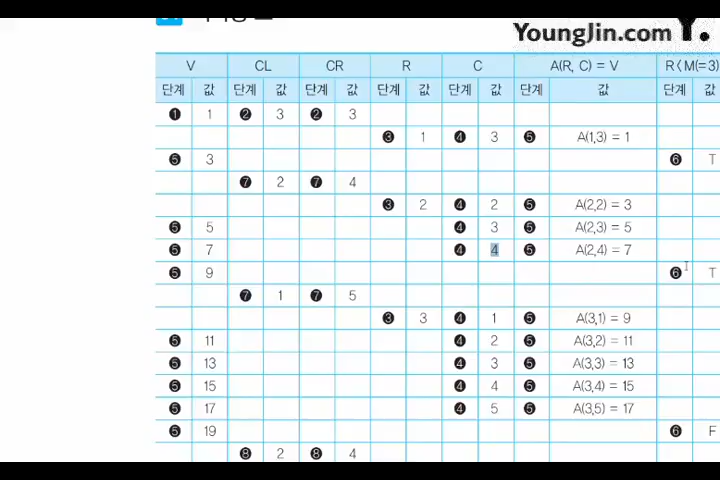 YoungJin.com Y.
V CL CR R C A(R, C) = V R<M(=3)
단계 값 단계 값 단계 값 단계 값 단계 값 단계 값 단계 값
❶ 1 ❷ 3 ❷ 3
❸ 1 ❹ 3 ❺ A(1,3) = 1
❺ 3 ❻ T
❼ 2 ❼ 4
❸ 2 ❹ 2 ❺ A(2,2) = 3
❺ 5 ❹ 3 ❺ A(2,3) = 5
❺ 7 ❹ 4 ❺ A(2,4) = 7
❺ 9 ❻ T
❼ 1 ❼ 5
❸ 3 ❹ 1 ❺ A(3,1) = 9
❺ 11 ❹ 2 ❺ A(3,2) = 11
❺ 13 ❹ 3 ❺ A(3,3) = 13
❺ 15 ❹ 4 ❺ A(3,4) = 15
❺ 17 ❹ 5 ❺ A(3,5) = 17
❺ 19 ❻ F
❽ 2 ❽ 4